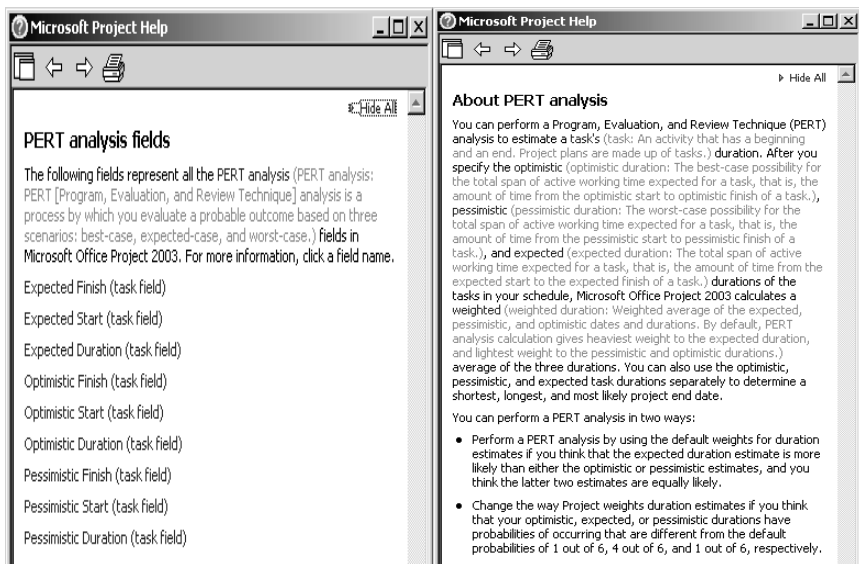 Microsoft Project Help
Hide All
PERT analysis fields
The following fields represent all the PERT analysis (PERT analysis:
PERT [Program, Evaluation, and Review Technique] analysis is a
process by which you evaluate a probable outcome based on three
scenarios: best-case, expected-case, and worst-case.) fields in
Microsoft Office Project 2003. For more information, click a field name.
Expected Finish (task field)
Expected Start (task field)
Expected Duration (task field)
Optimistic Finish (task field)
Optimistic Start (task field)
Optimistic Duration (task field)
Pessimistic Finish (task field)
Pessimistic Start (task field)
Pessimistic Duration (task field)
Microsoft Project Help
Hide All
About PERT analysis
You can perform a Program, Evaluation, and Review Technique (PERT)
analysis to estimate a task's (task: An activity that has a beginning
and an end. Project plans are made up of tasks.) duration. After you
specify the optimistic (optimistic duration: The best-case possibility for
the total span of active working time expected for a task, that is, the
amount of time from the optimistic start to optimistic finish of a task.),
pessimistic (pessimistic duration: The worst-case possibility for the
total span of active working time expected for a task, that is, the
amount of time from the pessimistic start to pessimistic finish of a
task.), and expected (expected duration: The total span of active
working time expected for a task, that is, the amount of time from the
expected start to the expected finish of a task.) durations of the
tasks in your schedule, Microsoft Office Project 2003 calculates a
weighted (weighted duration: Weighted average of the expected,
pessimistic, and optimistic dates and durations. By default, PERT
analysis calculation gives heaviest weight to the expected duration,
and lightest weight to the pessimistic and optimistic durations.)
average of the three durations. You can also use the optimistic,
pessimistic, and expected task durations separately to determine a
shortest, longest, and most likely project end date.
You can perform a PERT analysis in two ways:
• Perform a PERT analysis by using the default weights for duration
estimates if you think that the expected duration estimate is more
likely than either the optimistic or pessimistic estimates, and you
think the latter two estimates are equally likely.
• Change the way Project weights duration estimates if you think
that your optimistic, expected, or pessimistic durations have
probabilities of occurring that are different from the default
probabilities of 1 out of 6, 4 out of 6, and 1 out of 6, respectively.